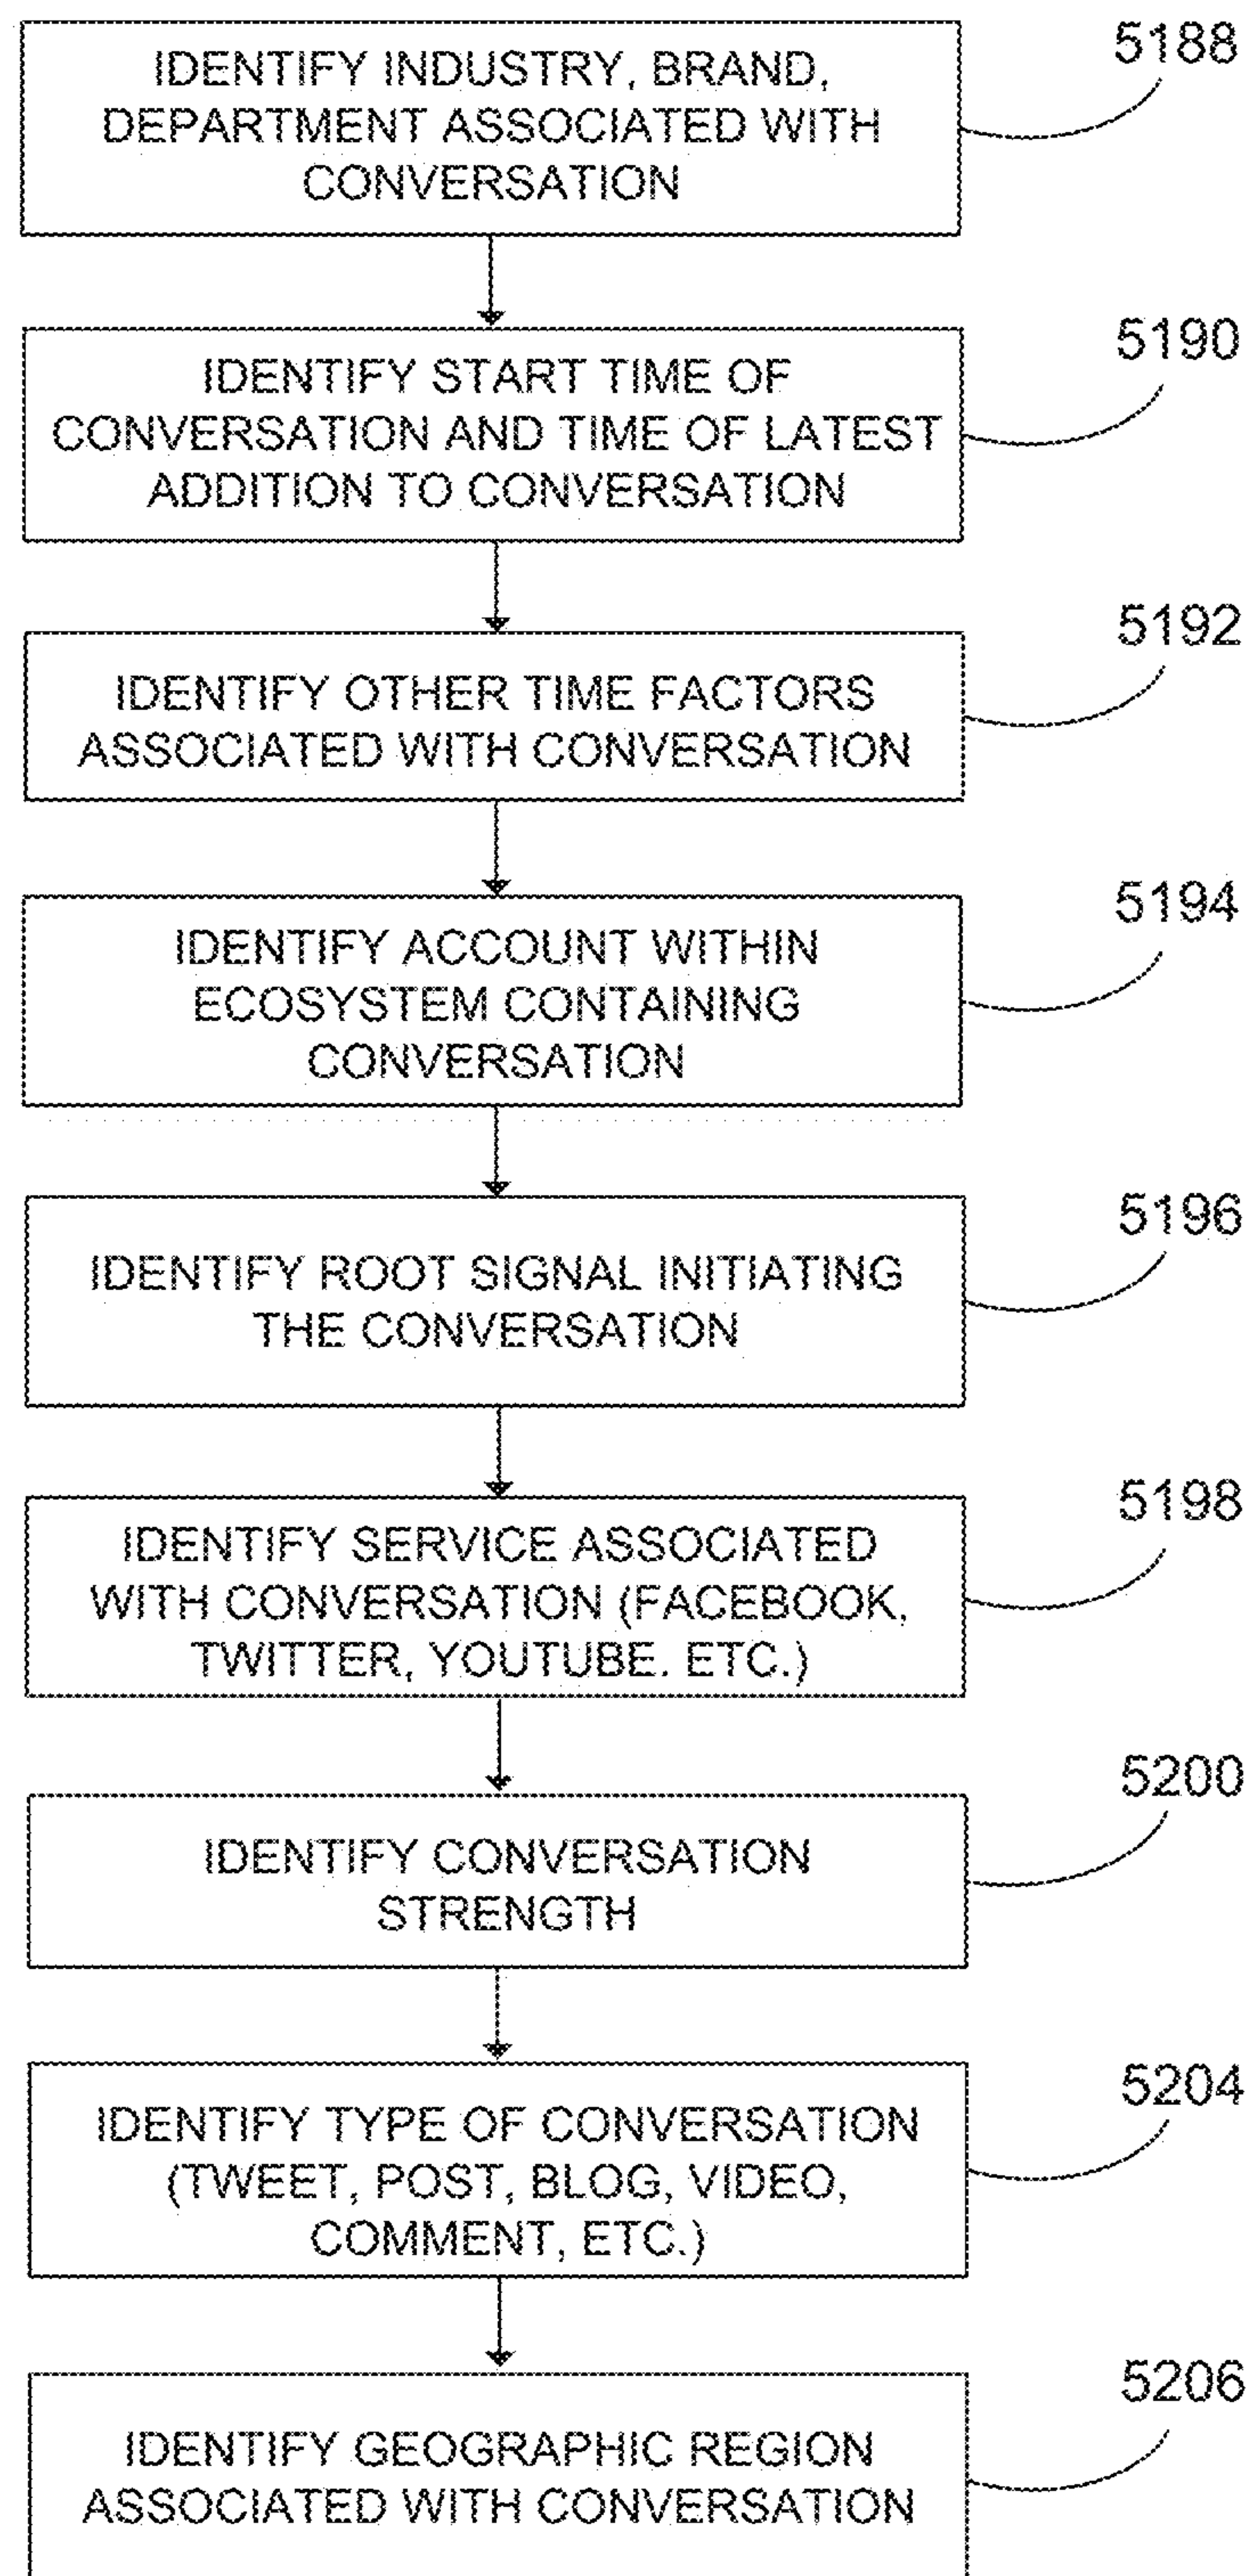 IDENTIFY INDUSTRY, BRAND,
DEPARTMENT ASSOCIATED WITH
CONVERSATION
5188
IDENTIFY START TIME OF
CONVERSATION AND TIME OF LATEST
ADDITION TO CONVERSATION
5190
IDENTIFY OTHER TIME FACTORS
ASSOCIATED WITH CONVERSATION
5192
IDENTIFY ACCOUNT WITHIN
ECOSYSTEM CONTAINING
CONVERSATION
5194
IDENTIFY ROOT SIGNAL INITIATING
THE CONVERSATION
5196
IDENTIFY SERVICE ASSOCIATED
WITH CONVERSATION (FACEBOOK,
TWITTER, YOUTUBE. ETC.)
5198
IDENTIFY CONVERSATION
STRENGTH
5200
IDENTIFY TYPE OF CONVERSATION
(TWEET, POST, BLOG, VIDEO,
COMMENT, ETC.)
5204
IDENTIFY GEOGRAPHIC REGION
ASSOCIATED WITH CONVERSATION
5206